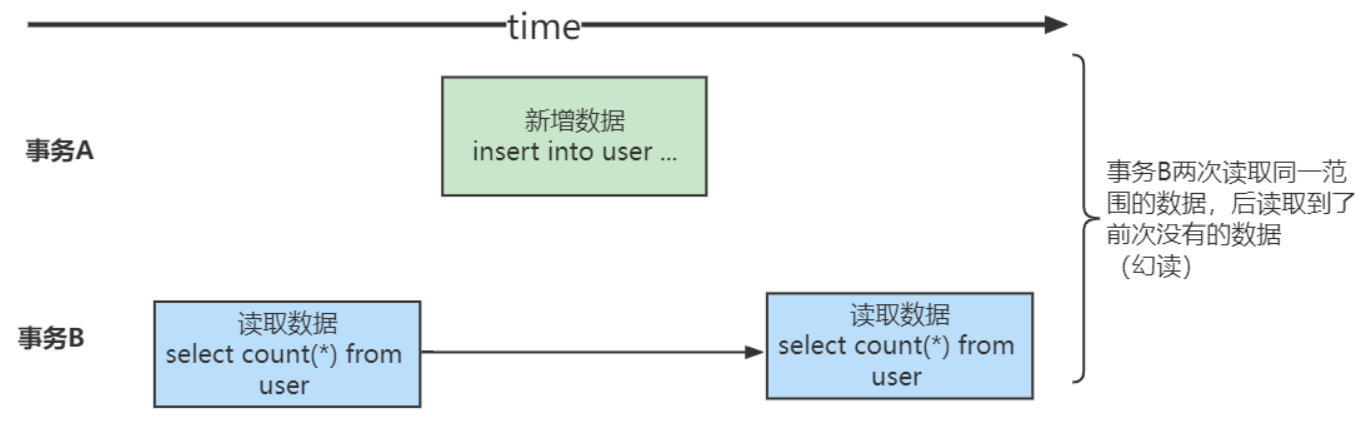 time
事务A
新增数据
insert into user ...
事务B
读取数据
select count(*) from
user
读取数据
select count(*) from
user
事务B两次读取同一范
围的数据，后读取到了
前次没有的数据
（幻读）